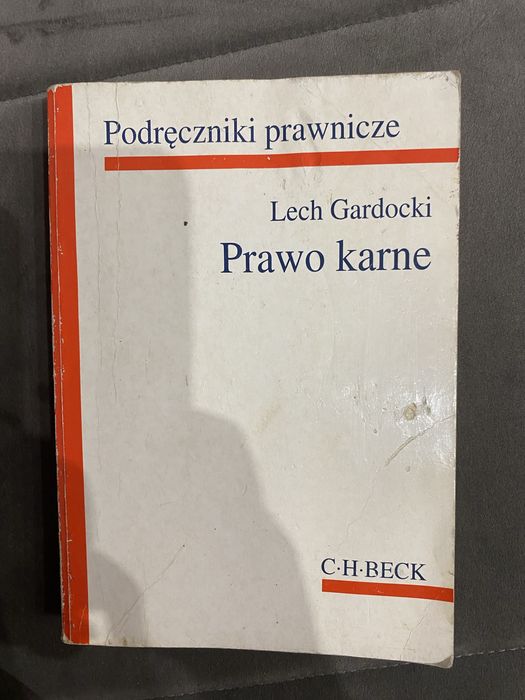 Podręczniki prawnicze
Lech Gardocki
Prawo karne
C·H·BECK